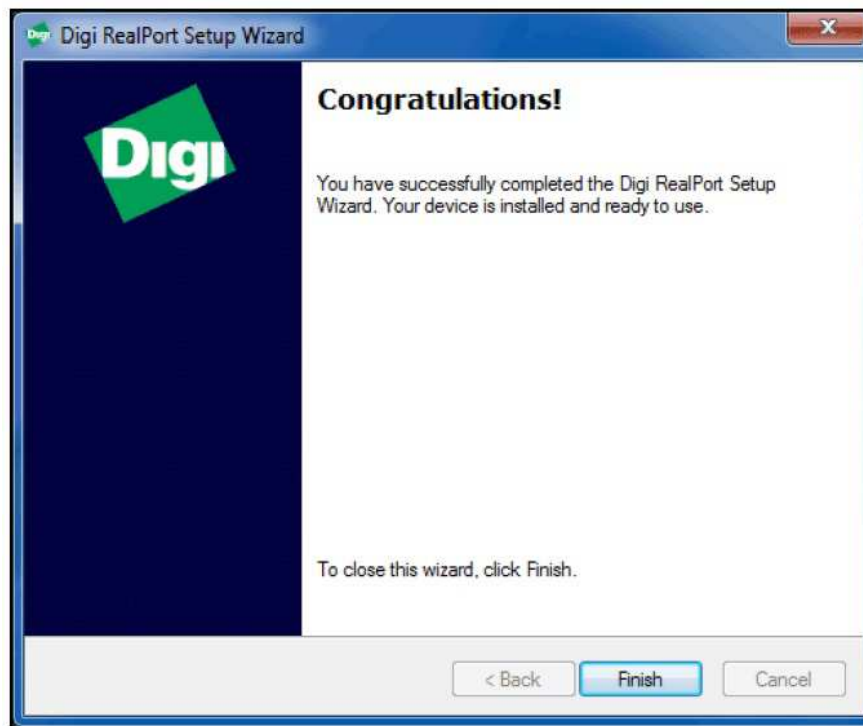 Digi RealPort Setup Wizard
Digi
Congratulations!
You have successfully completed the Digi RealPort Setup
Wizard. Your device is installed and ready to use.
To close this wizard, click Finish.
< Back
Finish
Cancel